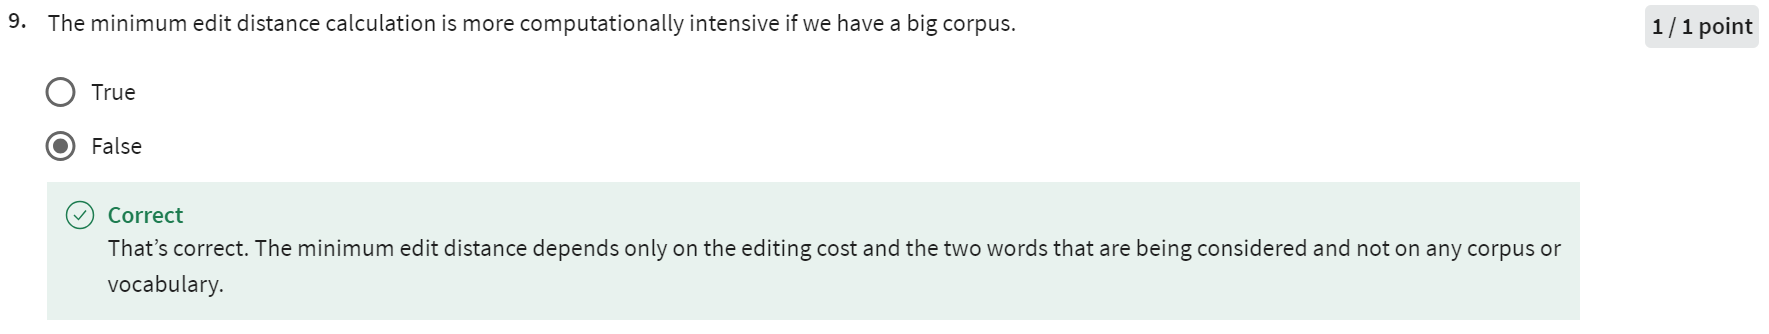 9. The minimum edit distance calculation is more computationally intensive if we have a big corpus.
1 / 1 point
True
False
Correct
That’s correct. The minimum edit distance depends only on the editing cost and the two words that are being considered and not on any corpus or
vocabulary.